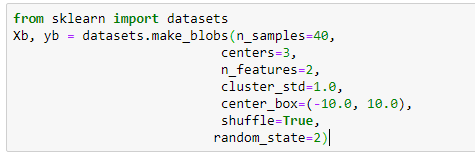 from sklearn import datasets
Xb, yb = datasets.make_blobs(n_samples=40,
                            centers=3,
                            n_features=2,
                            cluster_std=1.0,
                            center_box=(-10.0, 10.0),
                            shuffle=True,
                           random_state=2)